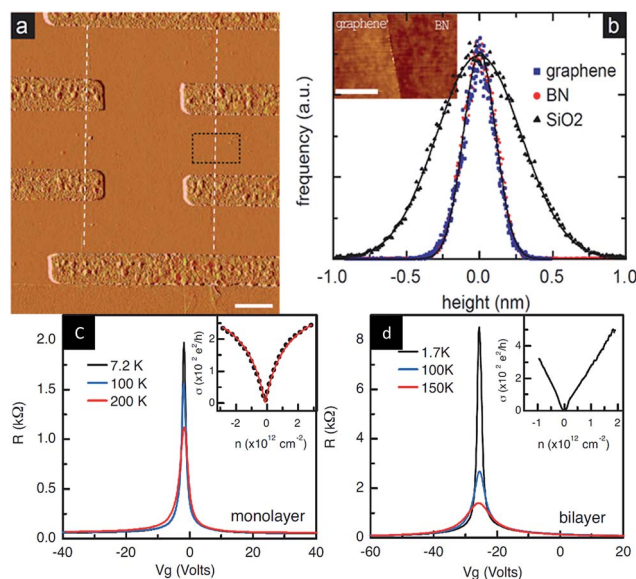 a
b
graphene
BN
graphene
BN
SiO2
frequency (a.u.)
-1.0 -0.5 0.0 0.5 1.0
height (nm)
c
2.0
1.5
1.0
0.5
0.0
R (kΩ)
7.2 K
100 K
200 K
σ (x10² e²/h)
2
1
0
-2 0 2
n (x10¹² cm⁻²)
monolayer
-40 -20 0 20 40
Vg (Volts)
d
8
6
4
2
0
R (kΩ)
1.7K
100K
150K
σ (x10² e²/h)
4
2
0
-1 0 1 2
n (x10¹² cm⁻²)
bilayer
-60 -40 -20 0 20
Vg (Volts)